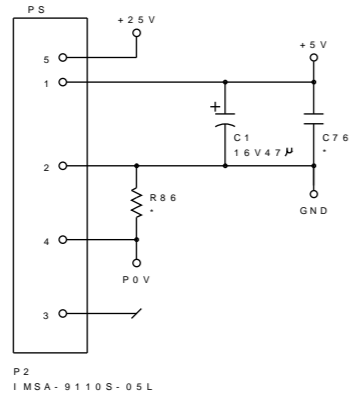 PS
+25V
+5V
5
1
+
C1
16V47μ
C76
*
2
R86
*
GND
4
P0V
3
P2
IMSA-9110S-05L